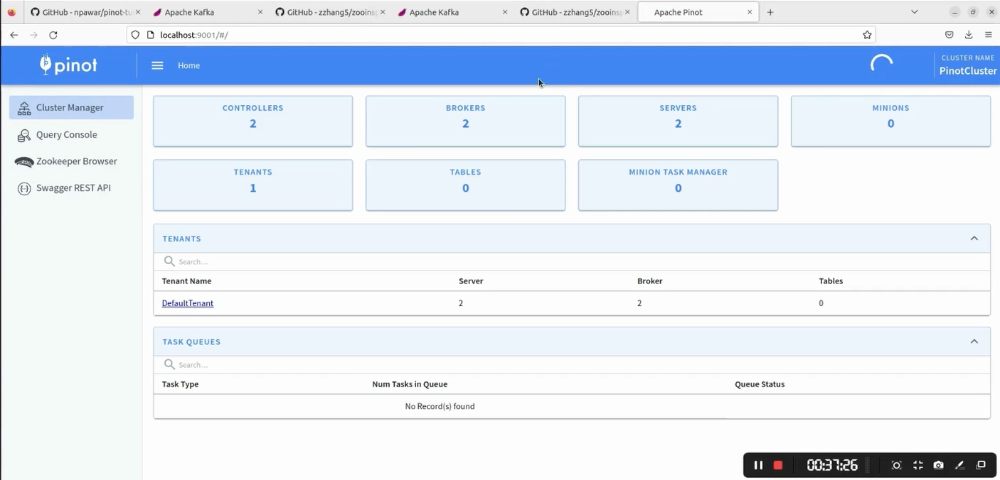 GitHub - npawar/pinot-tu
Apache Kafka
GitHub - zzhang5/zooinsp
Apache Kafka
GitHub - zzhang5/zooinsp
Apache Pinot
localhost:9001/#/
pinot
Home
CLUSTER NAME
PinotCluster
Cluster Manager
Query Console
Zookeeper Browser
Swagger REST API
CONTROLLERS
2
BROKERS
2
SERVERS
2
MINIONS
0
TENANTS
1
TABLES
0
MINION TASK MANAGER
0
TENANTS
Search...
Tenant Name Server Broker Tables
DefaultTenant 2 2 0
TASK QUEUES
Search...
Task Type Num Tasks in Queue Queue Status
No Record(s) found
00:37:26